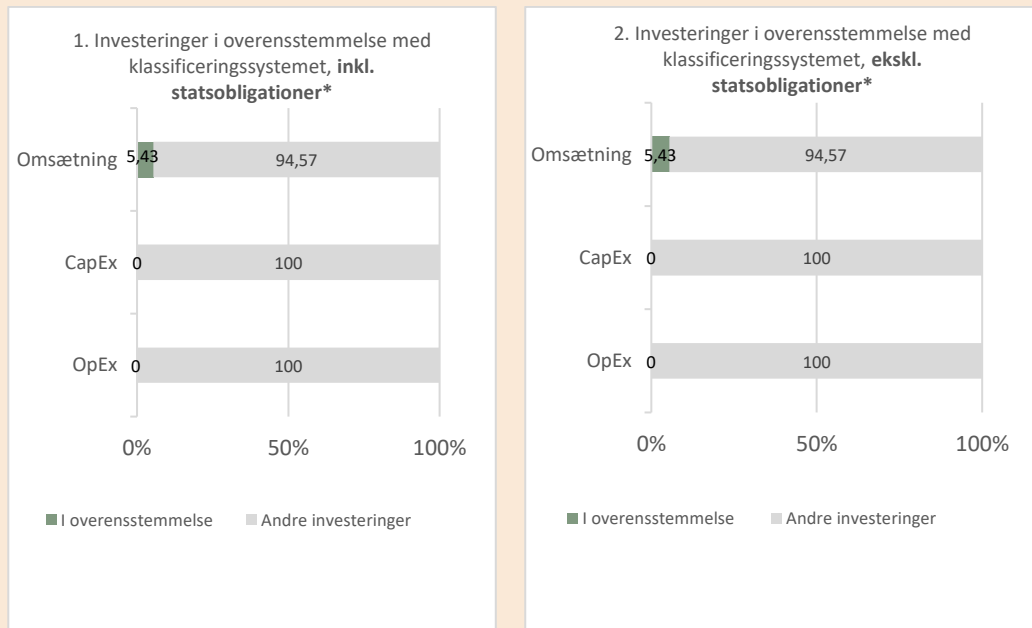 1. Investeringer i overensstemmelse med
klassificeringssystemet, inkl.
statsobligationer*
Omsætning 5,43 94,57
CapEx 0 100
OpEx 0 100
0% 50% 100%
I overensstemmelse Andre investeringer
2. Investeringer i overensstemmelse med
klassificeringssystemet, ekskl.
statsobligationer*
Omsætning 5,43 94,57
CapEx 0 100
OpEx 0 100
0% 50% 100%
I overensstemmelse Andre investeringer